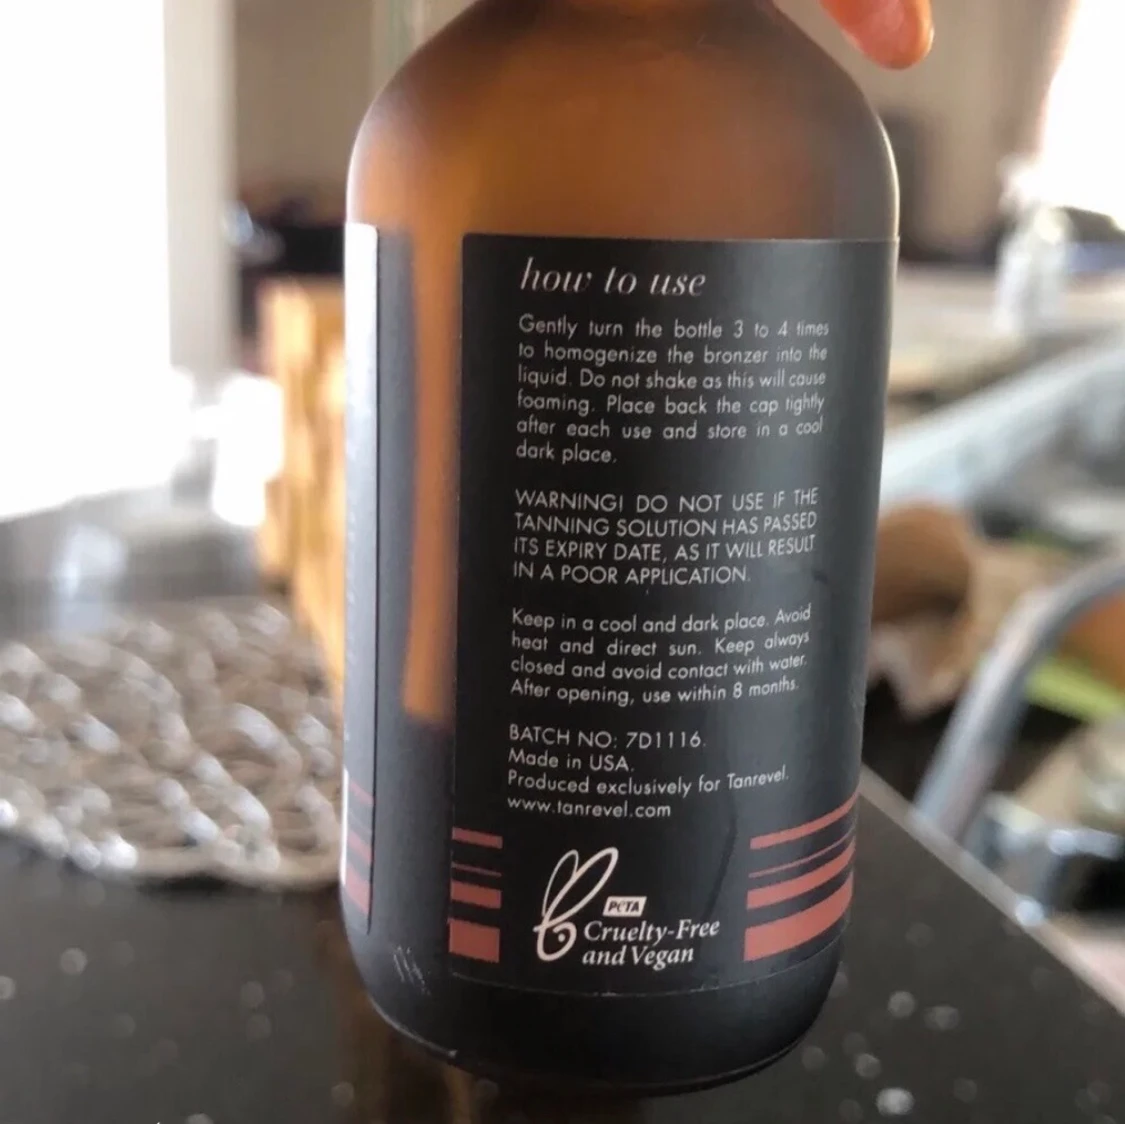 how to use
Gently turn the bottle 3 to 4 times
to homogenize the bronzer into the
liquid. Do not shake as this will cause
foaming. Place back the cap tightly
after each use and store in a cool
dark place.
WARNING! DO NOT USE IF THE
TANNING SOLUTION HAS PASSED
ITS EXPIRY DATE, AS IT WILL RESULT
IN A POOR APPLICATION.
Keep in a cool and dark place. Avoid
heat and direct sun. Keep always
closed and avoid contact with water.
After opening, use within 8 months.
BATCH NO: 7D1116.
Made in USA.
Produced exclusively for Tanrevel.
www.tanrevel.com
PETA
Cruelty-Free
and Vegan